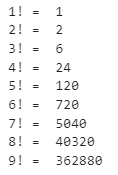 1! =  1
2! =  2
3! =  6
4! =  24
5! =  120
6! =  720
7! =  5040
8! =  40320
9! =  362880